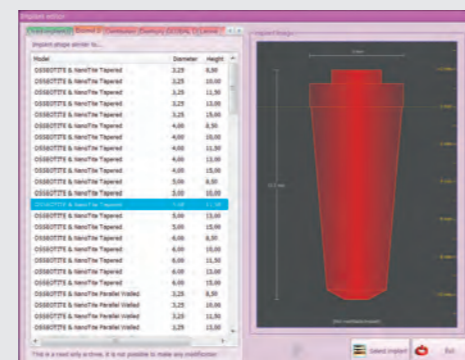 Implant editor
Implant shape similar to...
Model Diameter Height
OSSEOTITE & NanoTite Tapered 3,25 8,50
OSSEOTITE & NanoTite Tapered 3,25 10,00
OSSEOTITE & NanoTite Tapered 3,25 11,50
OSSEOTITE & NanoTite Tapered 3,25 13,00
OSSEOTITE & NanoTite Tapered 3,25 15,00
OSSEOTITE & NanoTite Tapered 4,00 8,50
OSSEOTITE & NanoTite Tapered 4,00 10,00
OSSEOTITE & NanoTite Tapered 4,00 11,50
OSSEOTITE & NanoTite Tapered 4,00 13,00
OSSEOTITE & NanoTite Tapered 4,00 15,00
OSSEOTITE & NanoTite Tapered 5,00 8,50
OSSEOTITE & NanoTite Tapered 5,00 10,00
OSSEOTITE & NanoTite Tapered 5,00 11,50
OSSEOTITE & NanoTite Tapered 5,00 13,00
OSSEOTITE & NanoTite Tapered 5,00 15,00
OSSEOTITE & NanoTite Tapered 6,00 8,50
OSSEOTITE & NanoTite Tapered 6,00 10,00
OSSEOTITE & NanoTite Tapered 6,00 11,50
OSSEOTITE & NanoTite Tapered 6,00 13,00
OSSEOTITE & NanoTite Tapered 6,00 15,00
OSSEOTITE & NanoTite Parallel Walled 3,25 8,50
OSSEOTITE & NanoTite Parallel Walled 3,25 10,00
OSSEOTITE & NanoTite Parallel Walled 3,25 11,50
OSSEOTITE & NanoTite Parallel Walled 3,25 13,00
This is a read only archive, it is not possible to make any modification
Implant image
Select implant
Exit